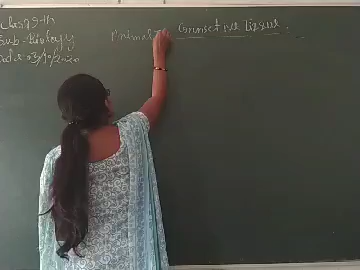 Class 9th
Sub-Biology
Animal Connective Tissue:
Date: 03/10/2020